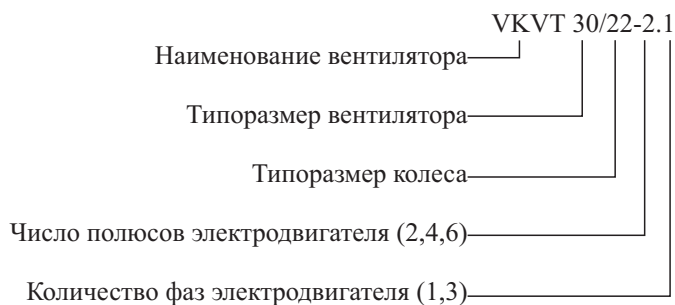 VKVT 30/22-2.1
Наименование вентилятора
Типоразмер вентилятора
Типоразмер колеса
Число полюсов электродвигателя (2,4,6)
Количество фаз электродвигателя (1,3)